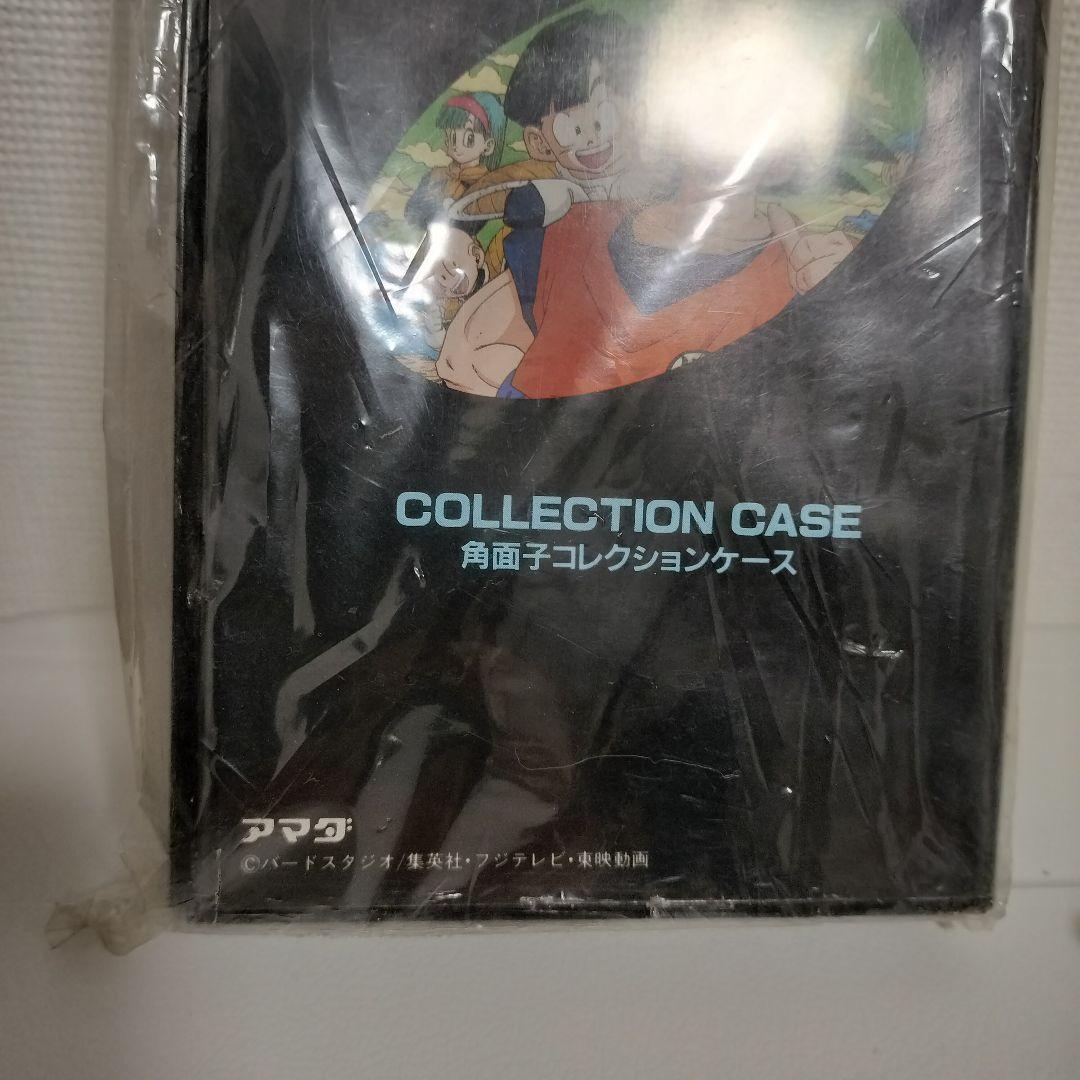 COLLECTION CASE
角面子コレクションケース
アマダ
©バードスタジオ/集英社・フジテレビ・東映動画